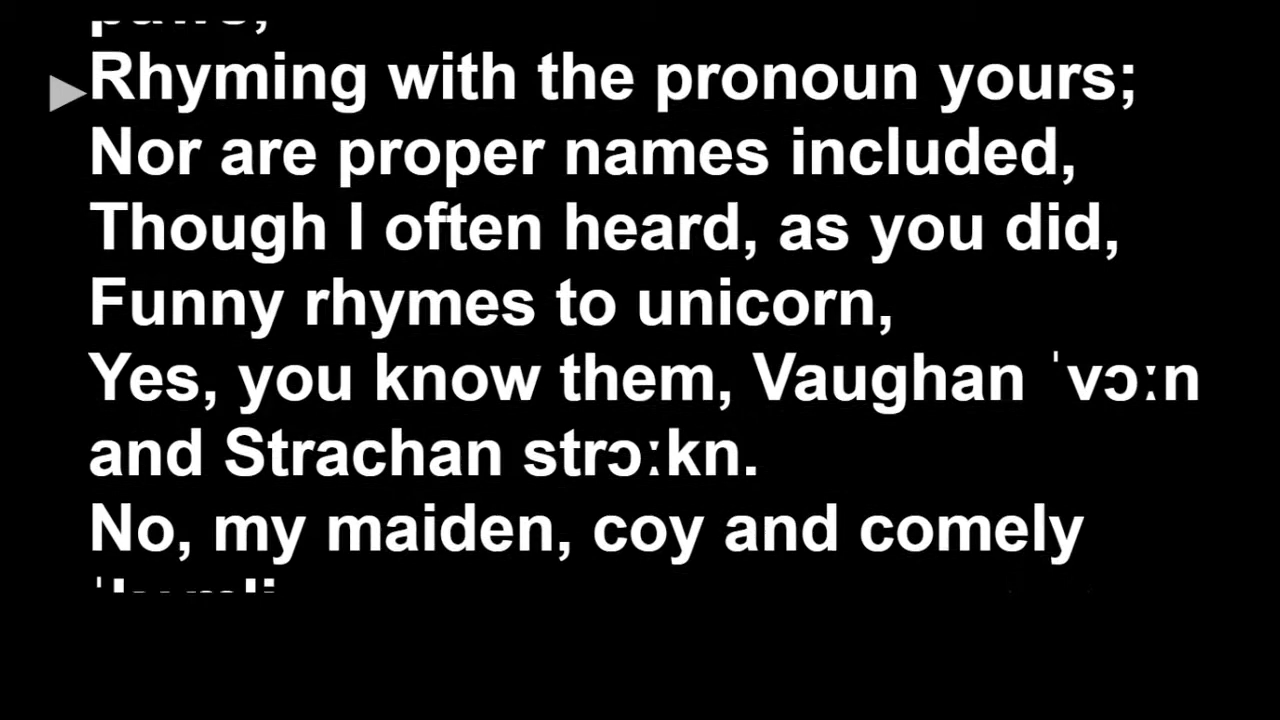 Rhyming with the pronoun yours;
Nor are proper names included,
Though I often heard, as you did,
Funny rhymes to unicorn,
Yes, you know them, Vaughan ˈvɔːn
and Strachan strɔːkn.
No, my maiden, coy and comely